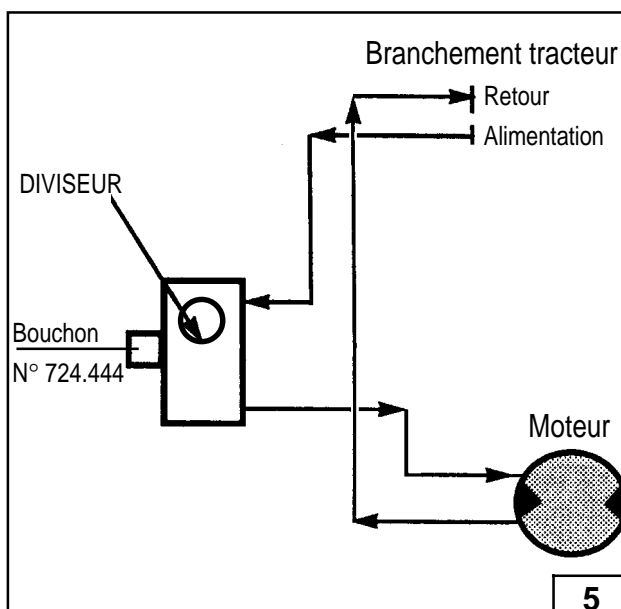 Branchement tracteur
Retour
Alimentation
DIVISEUR
Bouchon
N° 724.444
Moteur
5